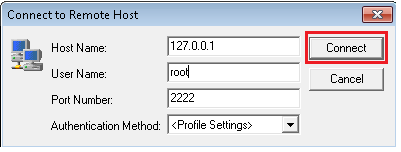 Connect to Remote Host
Host Name: 127.0.0.1 Connect
User Name: root Cancel
Port Number: 2222
Authentication Method: <Profile Settings>